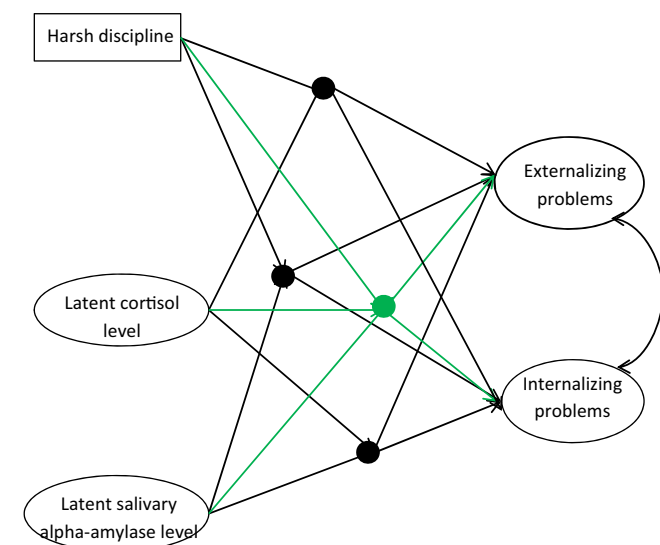 Harsh discipline
Externalizing
problems
Latent cortisol
level
Internalizing
problems
Latent salivary
alpha-amylase level